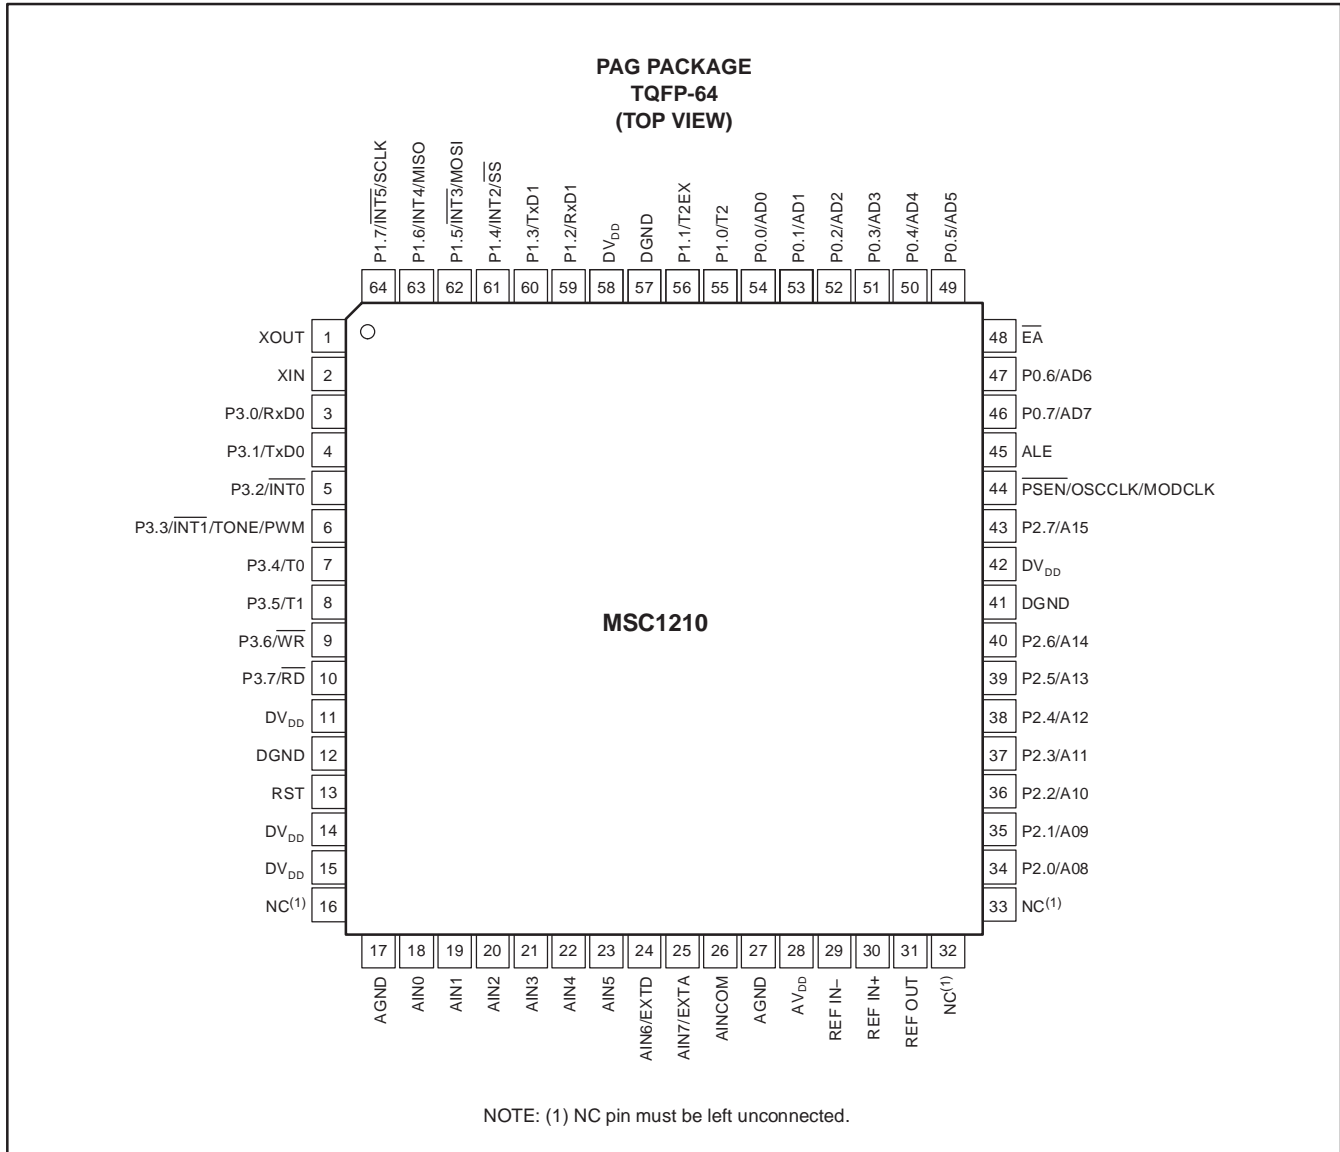 PAG PACKAGE
TQFP-64
(TOP VIEW)
P1.7/INT5/SCLK
P1.6/INT4/MISO
P1.5/INT3/MOSI
P1.4/INT2/SS
P1.3/TxD1
P1.2/RxD1
DVDD
DGND
P1.1/T2EX
P1.0/T2
P0.0/AD0
P0.1/AD1
P0.2/AD2
P0.3/AD3
P0.4/AD4
P0.5/AD5
64 63 62 61 60 59 58 57 56 55 54 53 52 51 50 49
XOUT 1
XIN 2
P3.0/RxD0 3
P3.1/TxD0 4
P3.2/INT0 5
P3.3/INT1/TONE/PWM 6
P3.4/T0 7
P3.5/T1 8
P3.6/WR 9
P3.7/RD 10
DVDD 11
DGND 12
RST 13
DVDD 14
DVDD 15
NC(1) 16
MSC1210
48 EA
47 P0.6/AD6
46 P0.7/AD7
45 ALE
44 PSEN/OSCCLK/MODCLK
43 P2.7/A15
42 DVDD
41 DGND
40 P2.6/A14
39 P2.5/A13
38 P2.4/A12
37 P2.3/A11
36 P2.2/A10
35 P2.1/A09
34 P2.0/A08
33 NC(1)
17 18 19 20 21 22 23 24 25 26 27 28 29 30 31 32
AGND
AIN0
AIN1
AIN2
AIN3
AIN4
AIN5
AIN6/EXTD
AIN7/EXTA
AINCOM
AGND
AVDD
REF IN–
REF IN+
REF OUT
NC(1)
NOTE: (1) NC pin must be left unconnected.